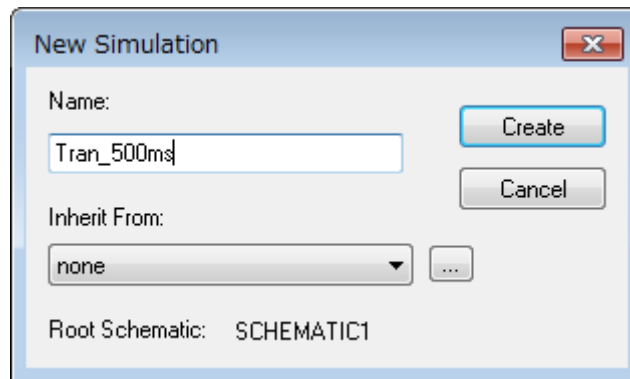 New Simulation
Name:
Tran_500ms
Create
Cancel
Inherit From:
none
...
Root Schematic: SCHEMATIC1